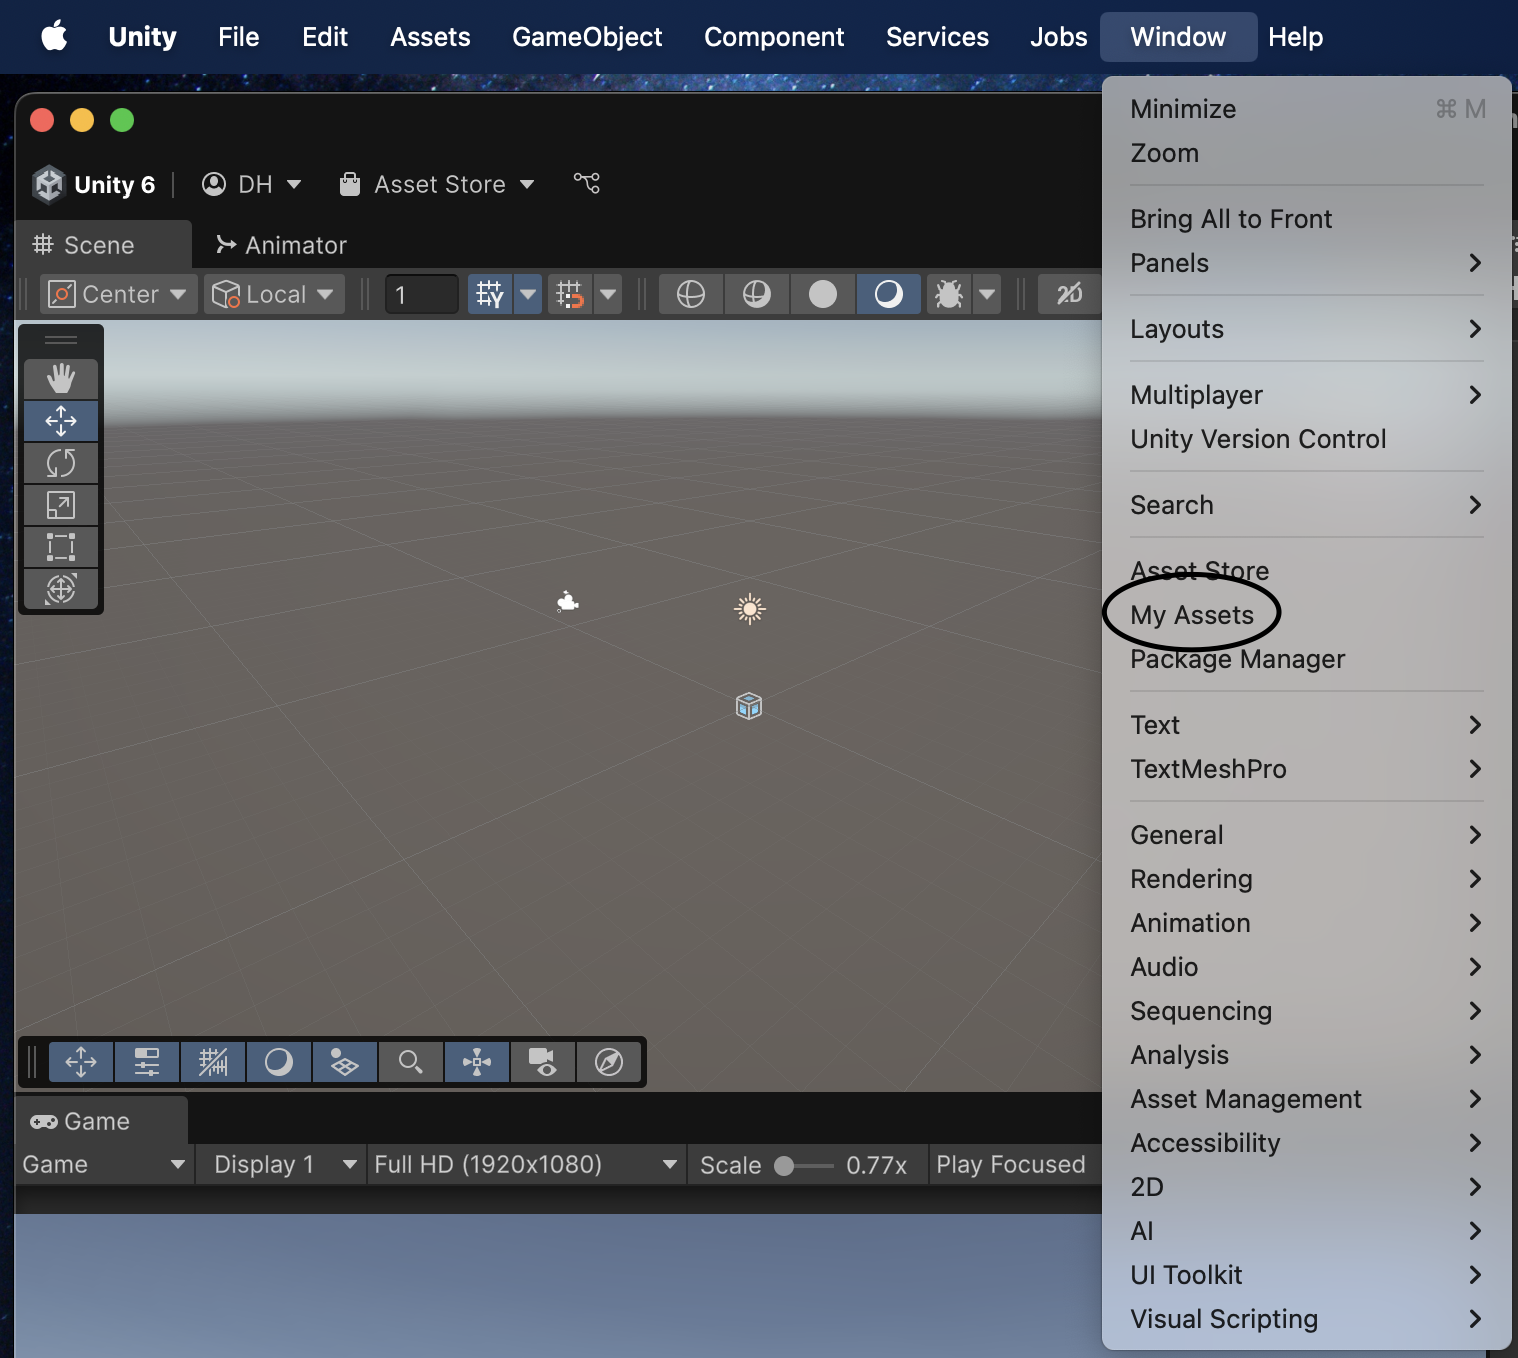 Unity File Edit Assets GameObject Component Services Jobs Window Help
Unity 6 DH Asset Store
Scene Animator
Center Local 1 2D
Game
Game Display 1 Full HD (1920x1080) Scale 0.77x Play Focused
Minimize ⌘ M
Zoom
Bring All to Front
Panels
Layouts
Multiplayer
Unity Version Control
Search
Asset Store
My Assets
Package Manager
Text
TextMeshPro
General
Rendering
Animation
Audio
Sequencing
Analysis
Asset Management
Accessibility
2D
AI
UI Toolkit
Visual Scripting